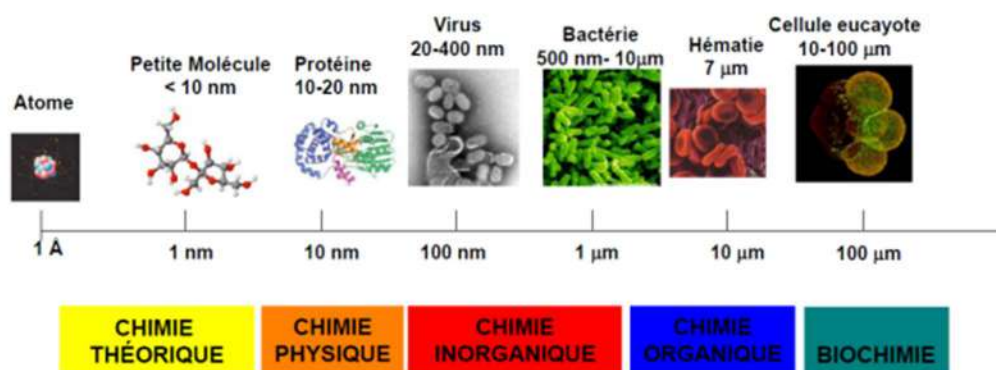 Atome
Petite Molécule
< 10 nm
Protéine
10-20 nm
Virus
20-400 nm
Bactérie
500 nm- 10μm
Hématie
7 μm
Cellule eucayote
10-100 μm
1 Å
1 nm
10 nm
100 nm
1 μm
10 μm
100 μm
CHIMIE
THÉORIQUE
CHIMIE
PHYSIQUE
CHIMIE
INORGANIQUE
CHIMIE
ORGANIQUE
BIOCHIMIE